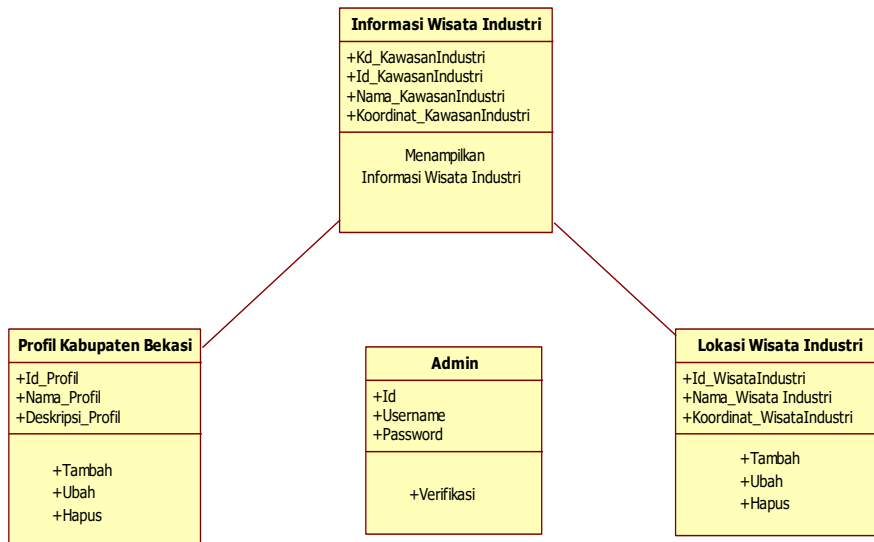 Informasi Wisata Industri
+Kd_KawasanIndustri
+Id_KawasanIndustri
+Nama_KawasanIndustri
+Koordinat_KawasanIndustri
Menampilkan
Informasi Wisata Industri
Profil Kabupaten Bekasi
+Id_Profil
+Nama_Profil
+Deskripsi_Profil
+Tambah
+Ubah
+Hapus
Admin
+Id
+Username
+Password
+Verifikasi
Lokasi Wisata Industri
+Id_WisataIndustri
+Nama_Wisata Industri
+Koordinat_WisataIndustri
+Tambah
+Ubah
+Hapus